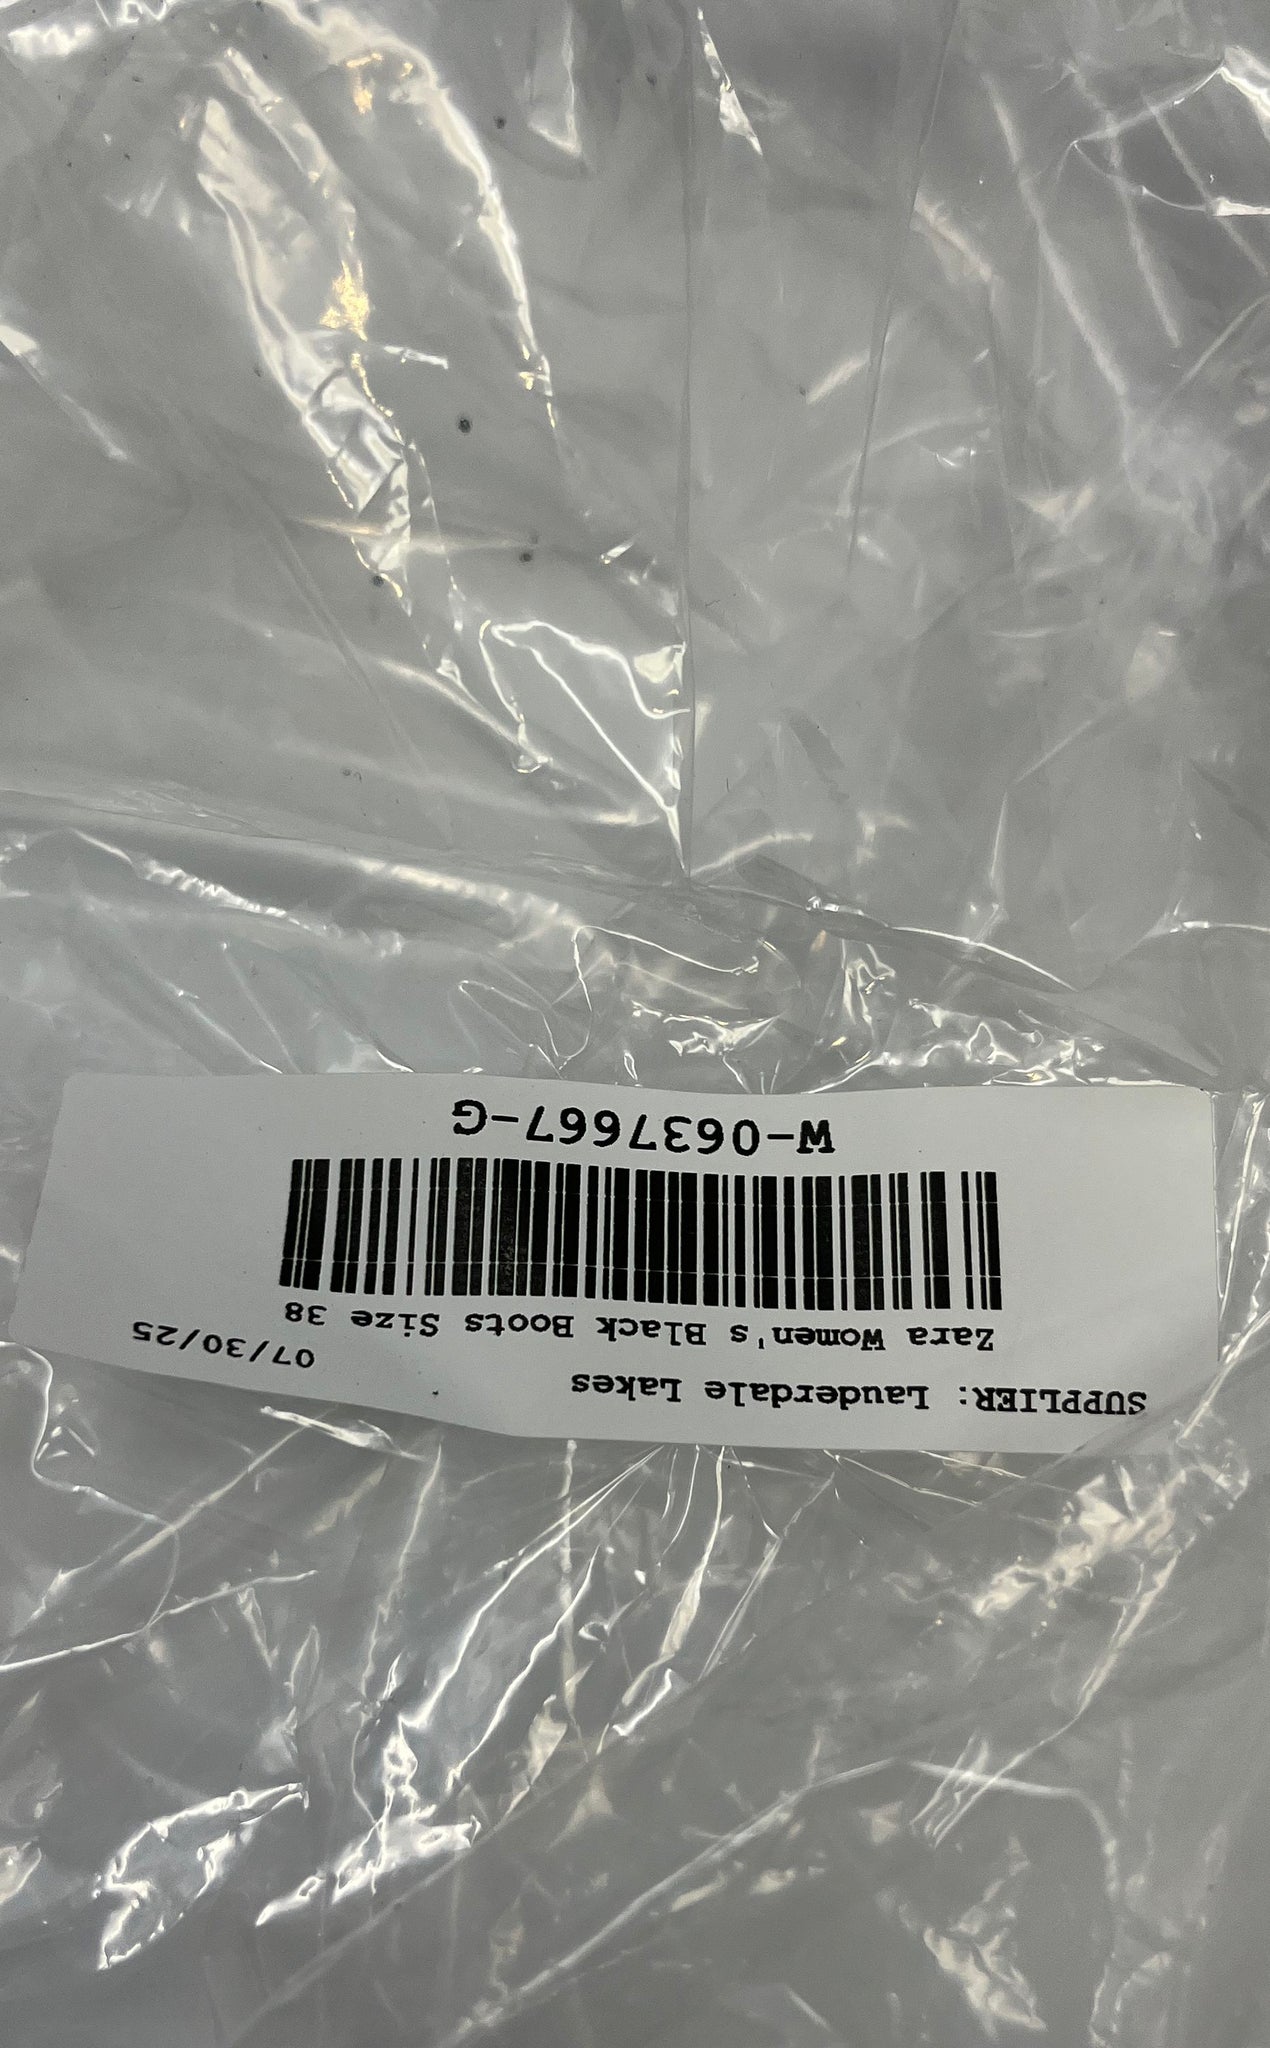 SUPPLIER: Lauderdale Lakes
07/30/25
Zara Women's Black Boots Size 38
W-0637667-G